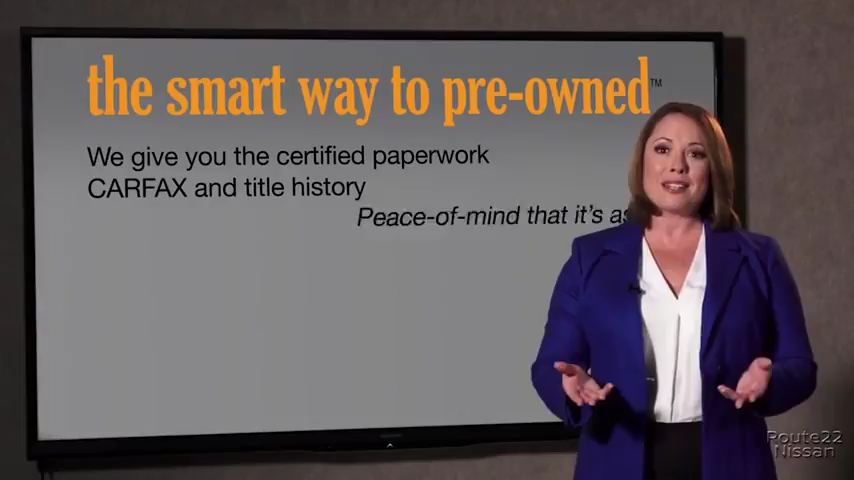 the smart way to pre-owned™
We give you the certified paperwork
CARFAX and title history
Peace-of-mind that it's as
Route22
Nissan